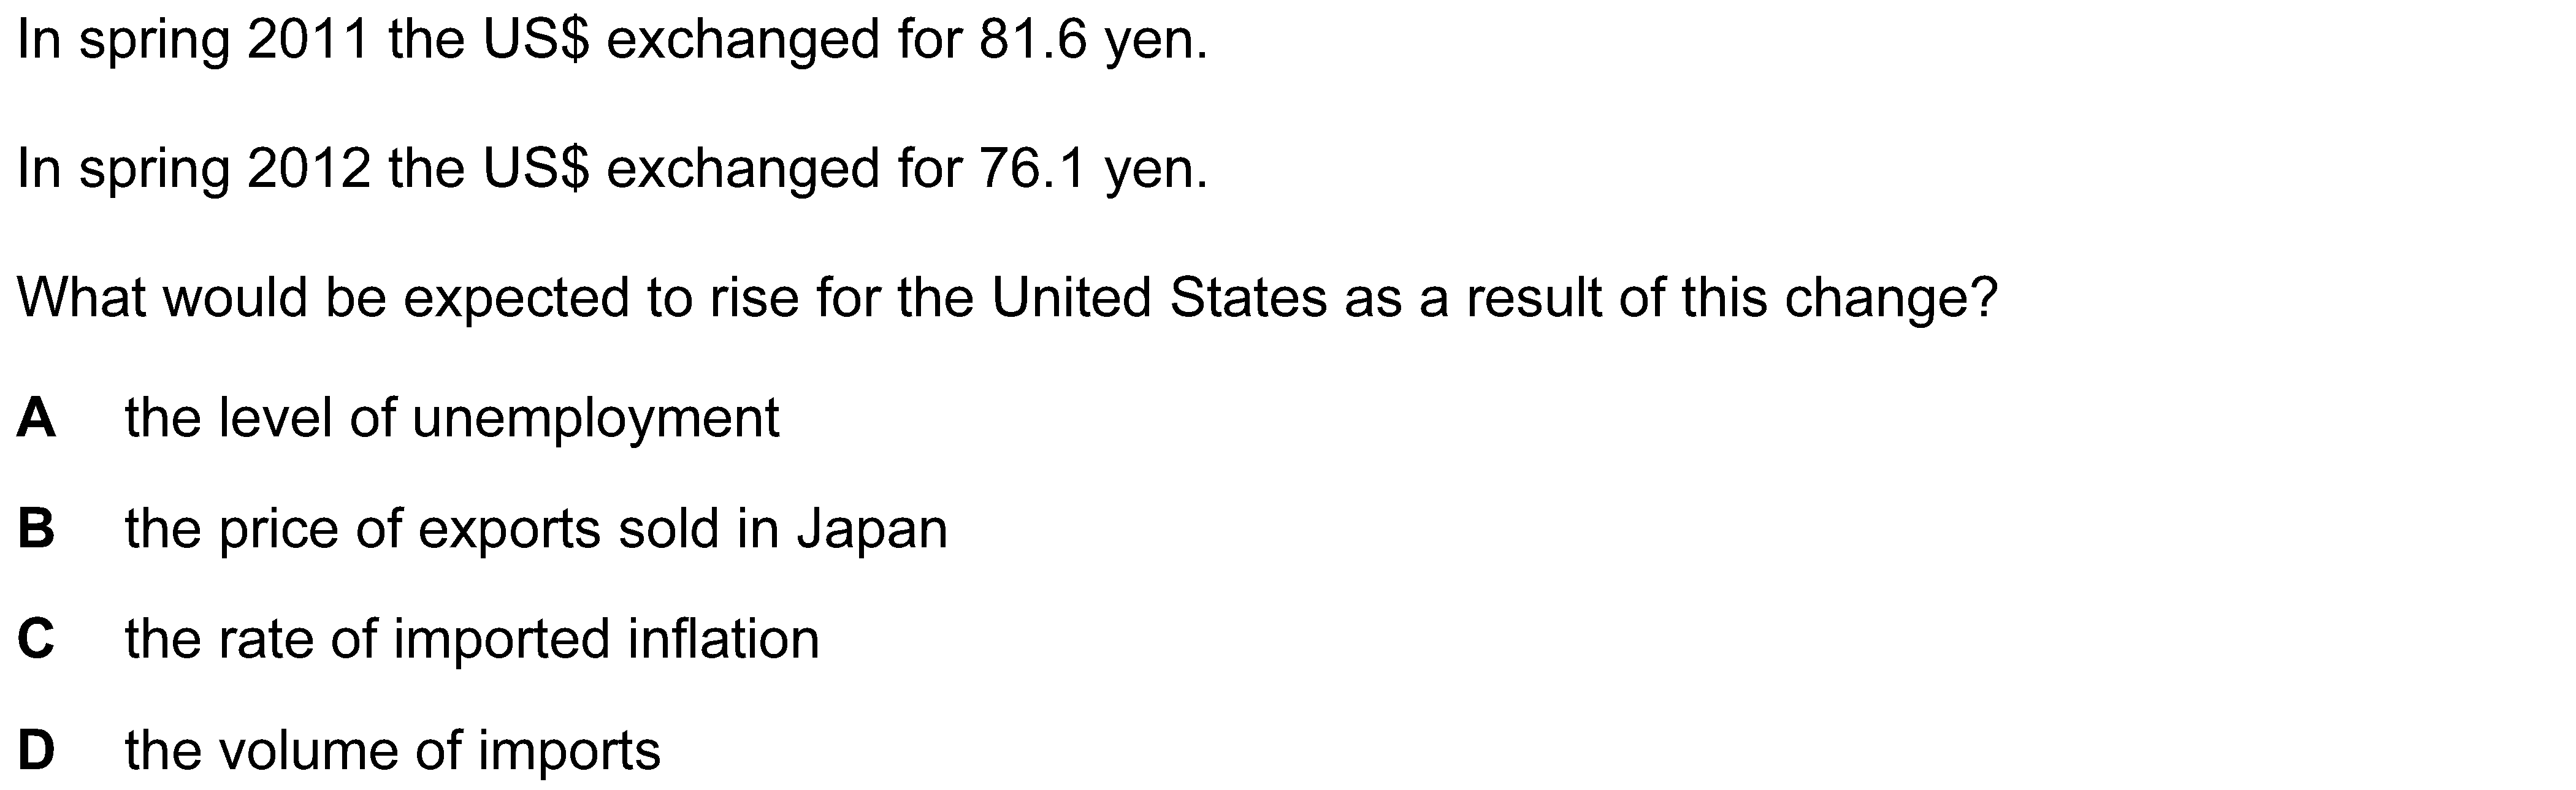 In spring 2011 the US$ exchanged for 81.6 yen.
In spring 2012 the US$ exchanged for 76.1 yen.
What would be expected to rise for the United States as a result of this change?
A the level of unemployment
B the price of exports sold in Japan
C the rate of imported inflation
D the volume of imports